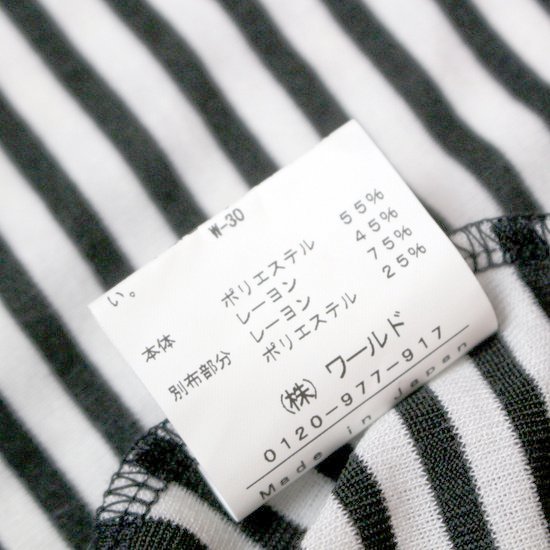 い。
W-30
本体 ポリエステル 55%
レーヨン 45%
別布部分 レーヨン 75%
ポリエステル 25%
(株) ワールド
0120-977-917
Made in Japan